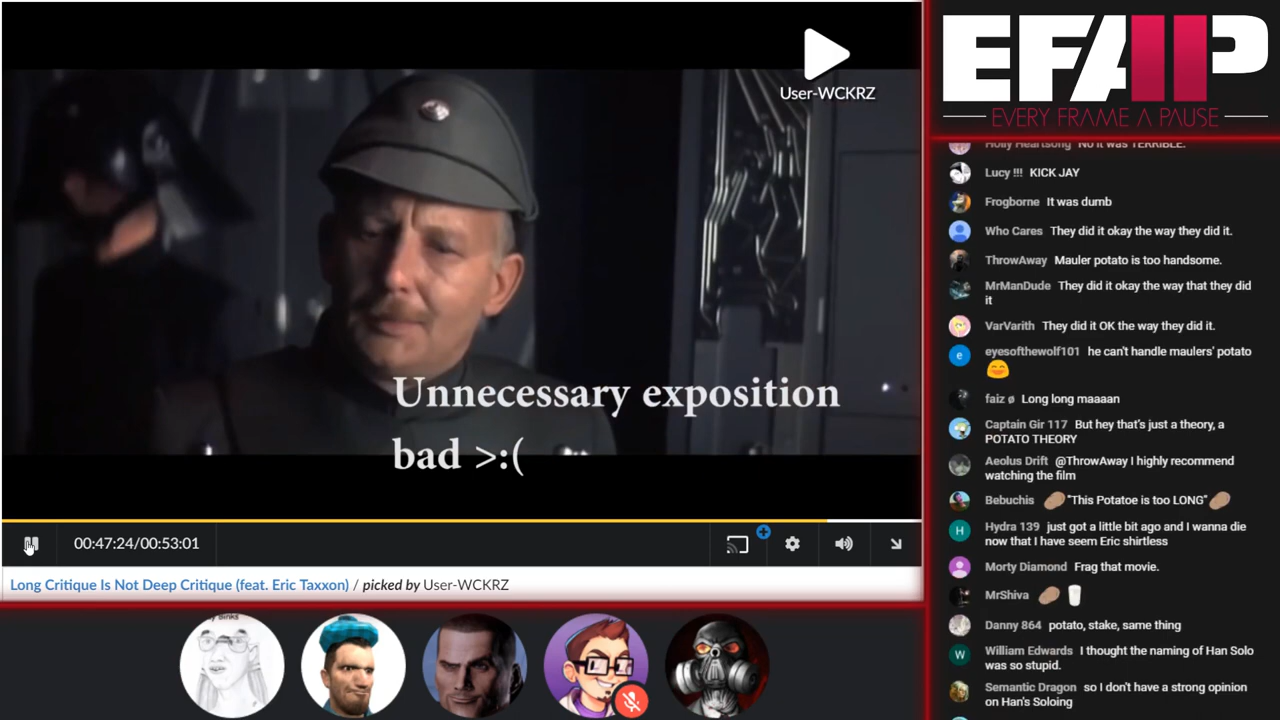 User-WCKRZ
Unnecessary exposition
bad >:(
00:47:24/00:53:01
Long Critique Is Not Deep Critique (feat. Eric Taxxon) / picked by User-WCKRZ
EFAP
EVERY FRAME A PAUSE
Holly Heartsong No it was TERRIBLE.
Lucy !!! KICK JAY
Frogborne It was dumb
Who Cares They did it okay the way they did it.
ThrowAway Mauler potato is too handsome.
MrManDude They did it okay the way that they did
it
VarVarith They did it OK the way they did it.
e
eyesofthewolf101 he can't handle maulers' potato
faiz ø Long long maaaan
Captain Gir 117 But hey that's just a theory, a
POTATO THEORY
Aeolus Drift @ThrowAway I highly recommend
watching the film
Bebuchis "This Potatoe is too LONG"
H
Hydra 139 just got a little bit ago and I wanna die
now that I have seem Eric shirtless
Morty Diamond Frag that movie.
MrShiva
Danny 864 potato, stake, same thing
W
William Edwards I thought the naming of Han Solo
was so stupid.
Semantic Dragon so I don't have a strong opinion
on Han's Soloing